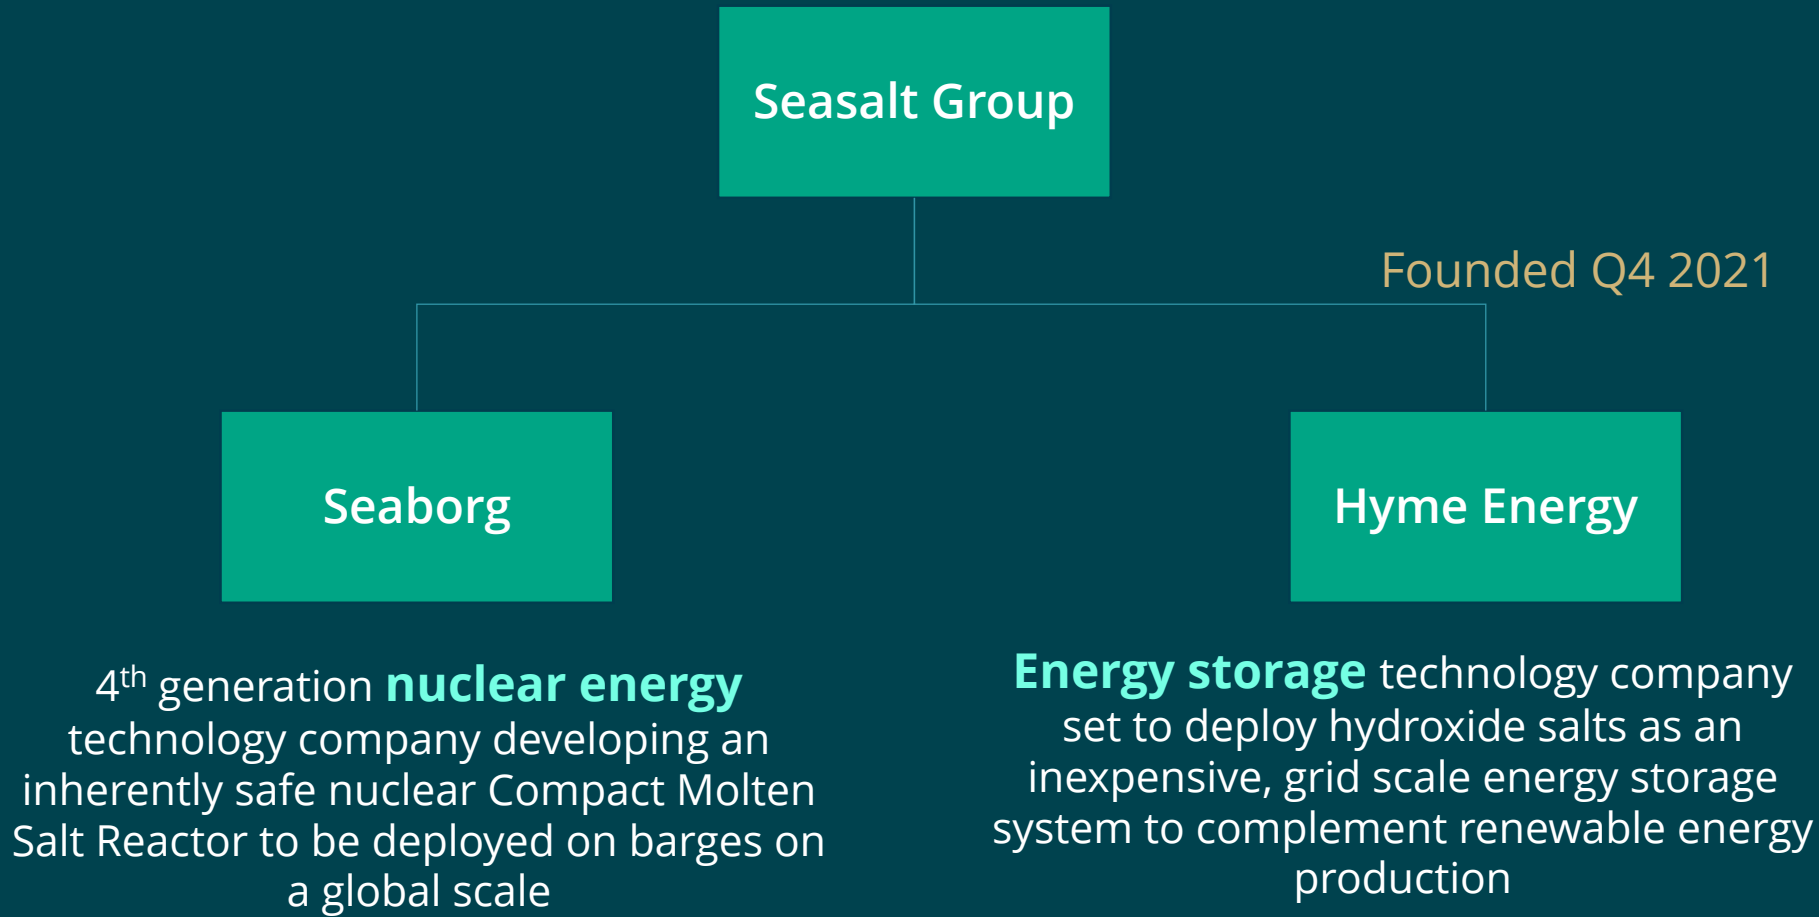 Seasalt Group
Founded Q4 2021
Seaborg
Hyme Energy
4th generation nuclear energy
technology company developing an
inherently safe nuclear Compact Molten
Salt Reactor to be deployed on barges on
a global scale
Energy storage technology company
set to deploy hydroxide salts as an
inexpensive, grid scale energy storage
system to complement renewable energy
production